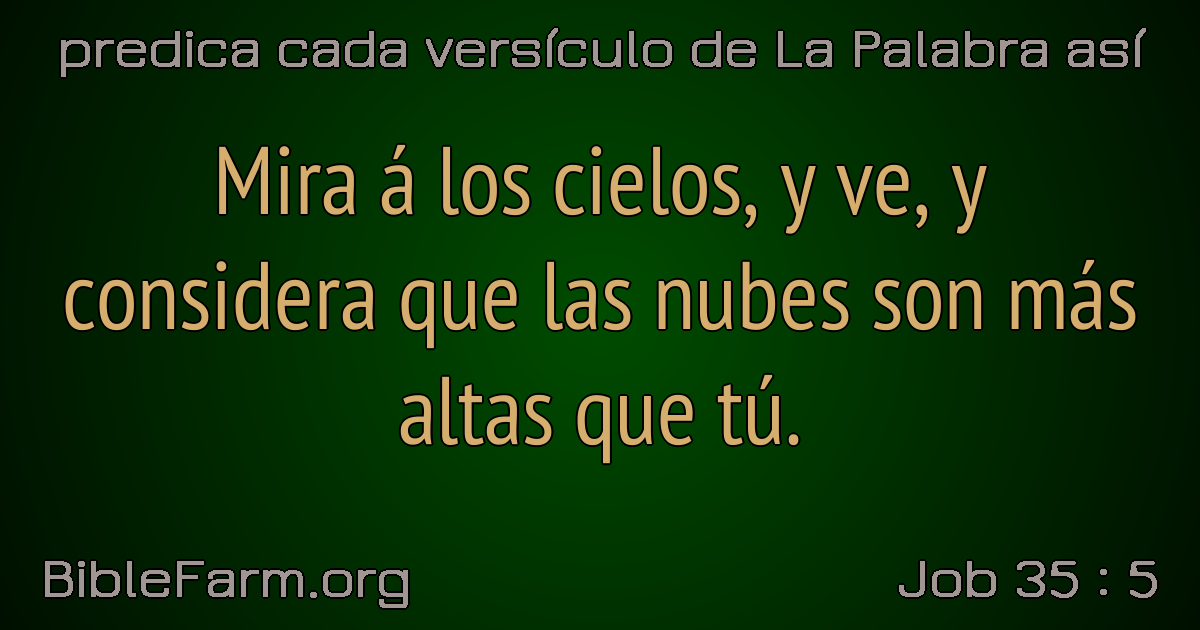 predica cada versículo de La Palabra así
Mira á los cielos, y ve, y
considera que las nubes son más
altas que tú.
BibleFarm.org
Job 35 : 5